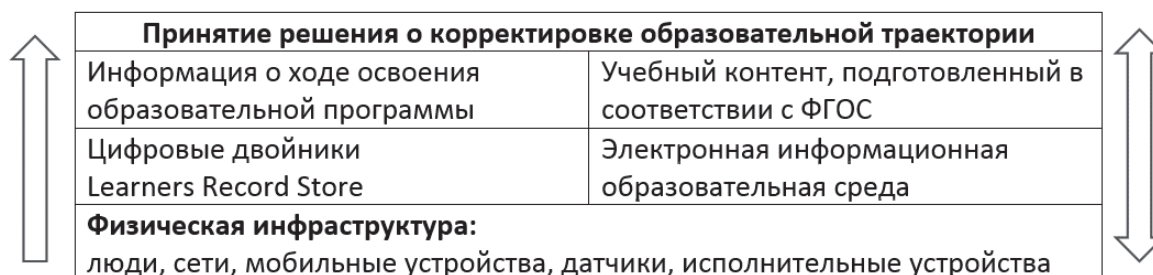 Принятие решения о корректировке образовательной траектории
Информация о ходе освоения
образовательной программы
Учебный контент, подготовленный в
соответствии с ФГОС
Цифровые двойники
Learners Record Store
Электронная информационная
образовательная среда
Физическая инфраструктура:
люди, сети, мобильные устройства, датчики, исполнительные устройства